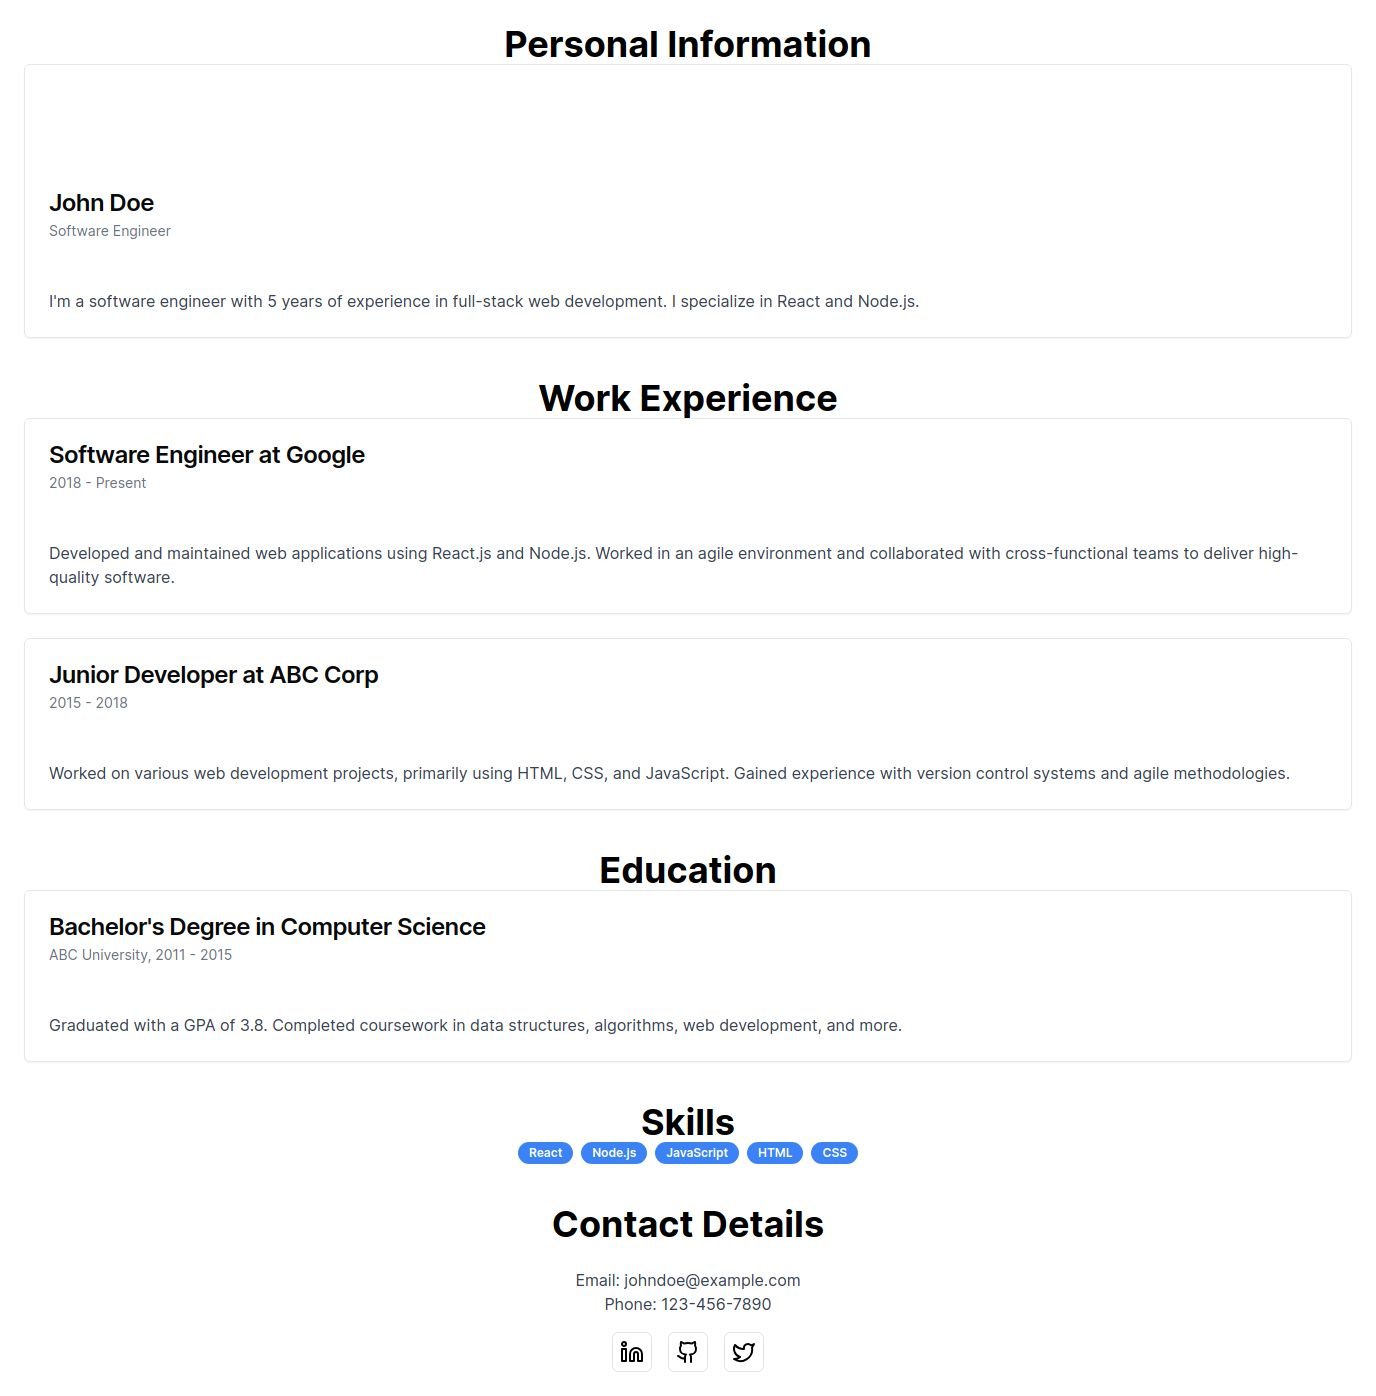 Personal Information
John Doe
Software Engineer
I'm a software engineer with 5 years of experience in full-stack web development. I specialize in React and Node.js.
Work Experience
Software Engineer at Google
2018 - Present
Developed and maintained web applications using React.js and Node.js. Worked in an agile environment and collaborated with cross-functional teams to deliver high-
quality software.
Junior Developer at ABC Corp
2015 - 2018
Worked on various web development projects, primarily using HTML, CSS, and JavaScript. Gained experience with version control systems and agile methodologies.
Education
Bachelor's Degree in Computer Science
ABC University, 2011 - 2015
Graduated with a GPA of 3.8. Completed coursework in data structures, algorithms, web development, and more.
Skills
React Node.js JavaScript HTML CSS
Contact Details
Email: johndoe@example.com
Phone: 123-456-7890